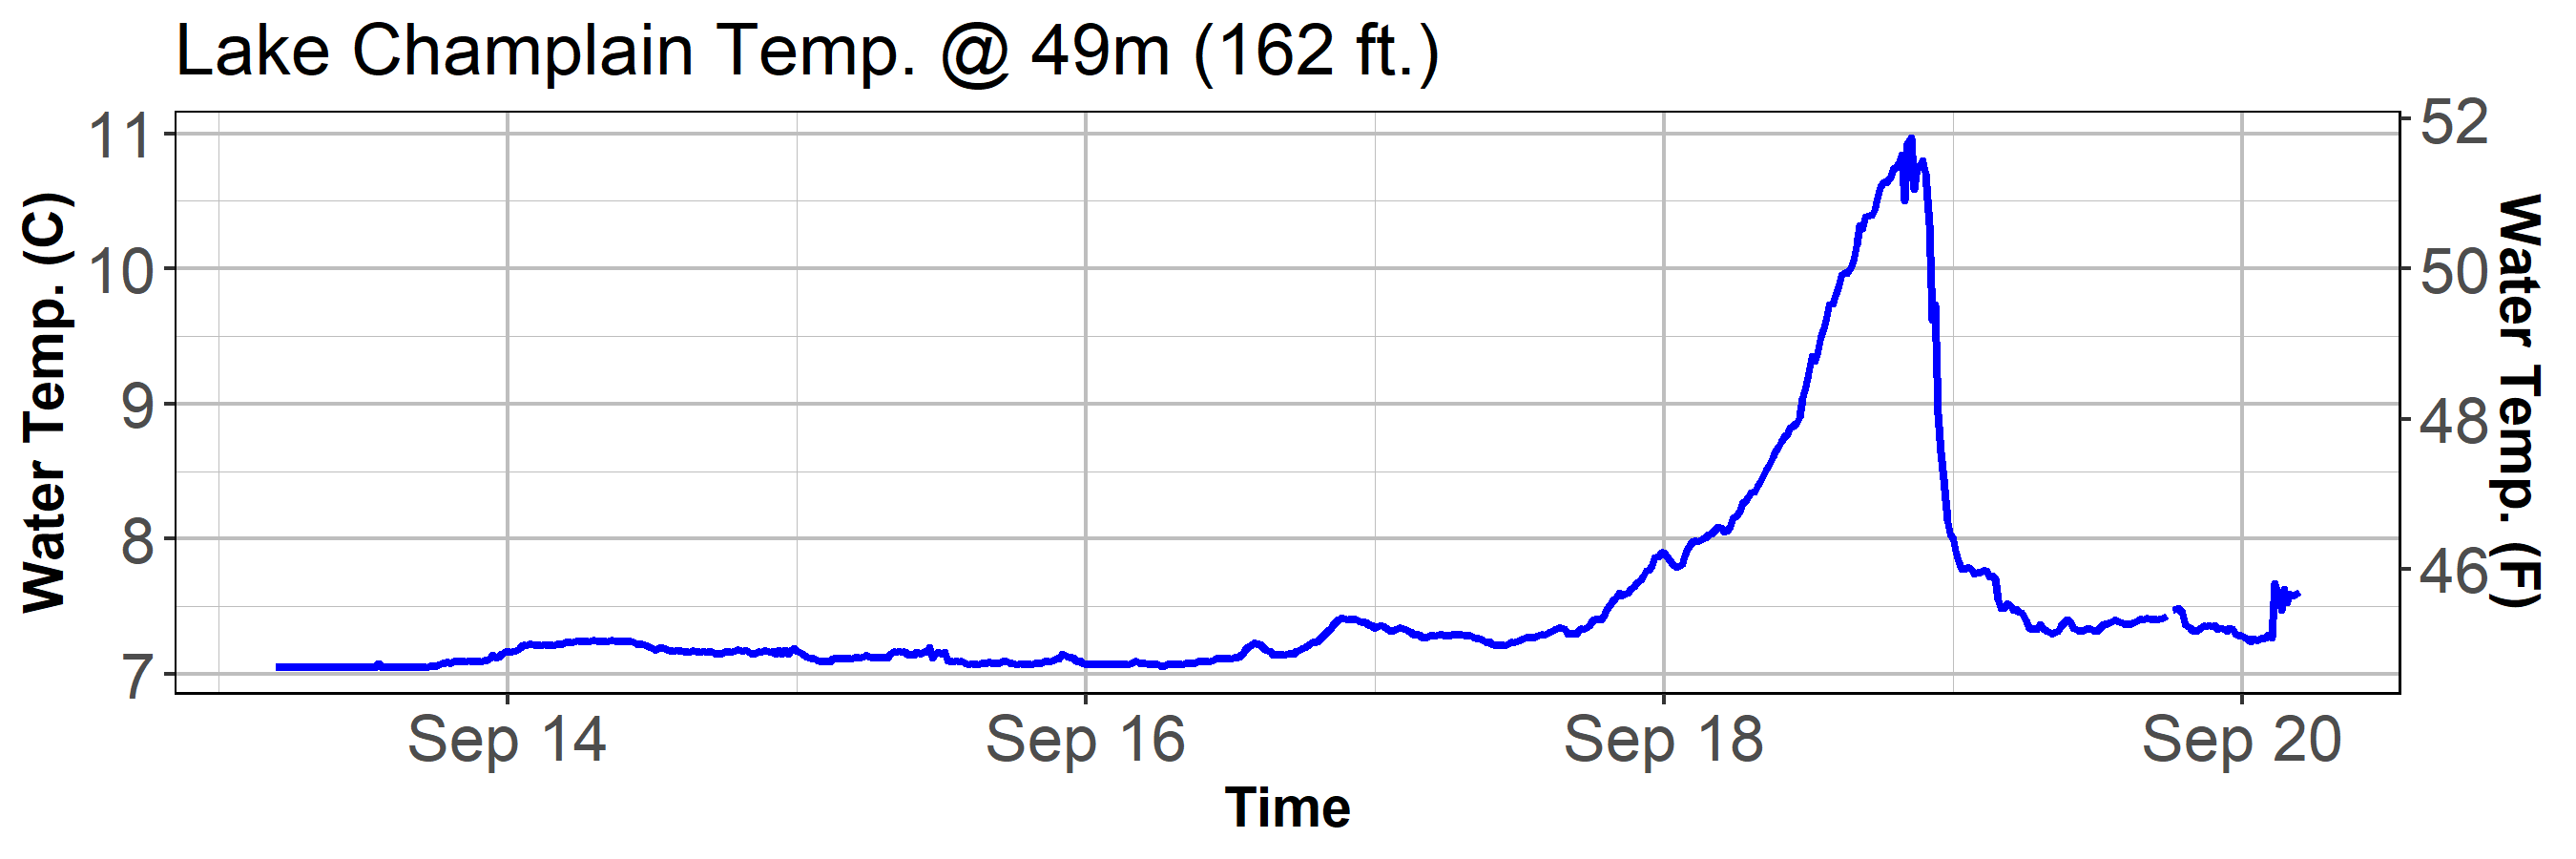 Lake Champlain Temp. @ 49m (162 ft.)
11
10
9
8
7
Water Temp. (C)
52
50
48
46
Water Temp. (F)
Sep 14
Sep 16
Sep 18
Sep 20
Time